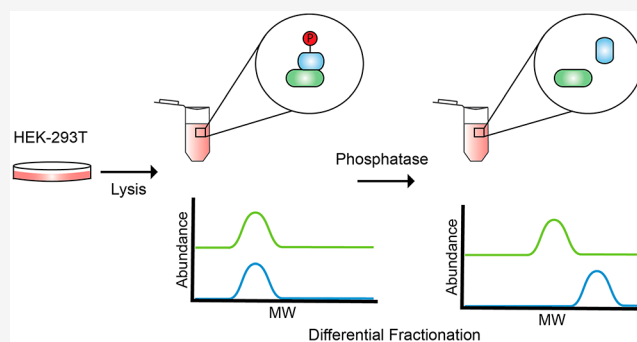 P
HEK-293T
Lysis
Phosphatase
Abundance
MW
Abundance
MW
Differential Fractionation